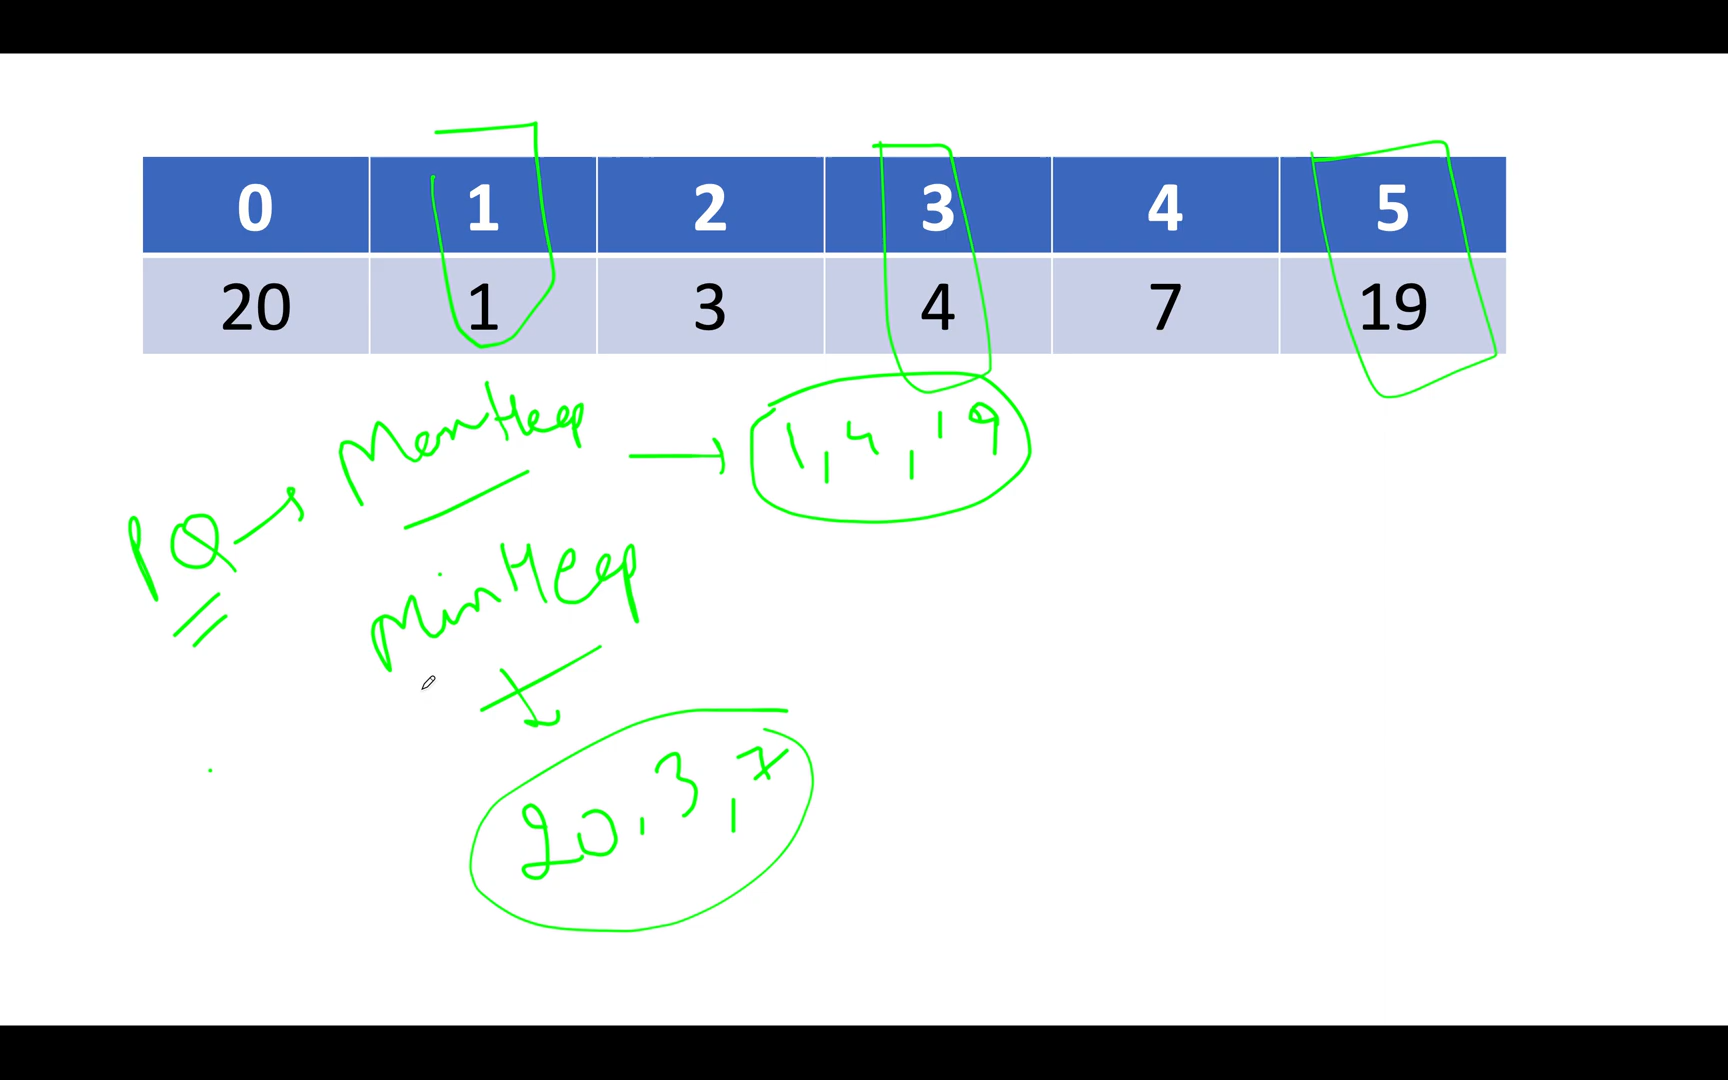 0 1 2 3 4 5
20 1 3 4 7 19
MaxHeap → 1, 4, 19
PQ →
MinHeap
20, 3, 7